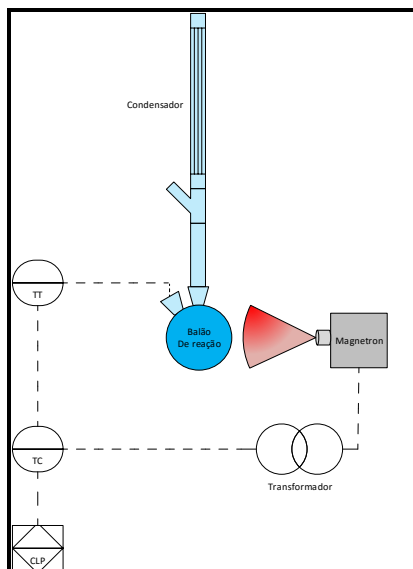 Condensador
TT
Balão
De reação
Magnetron
TC
Transformador
CLP